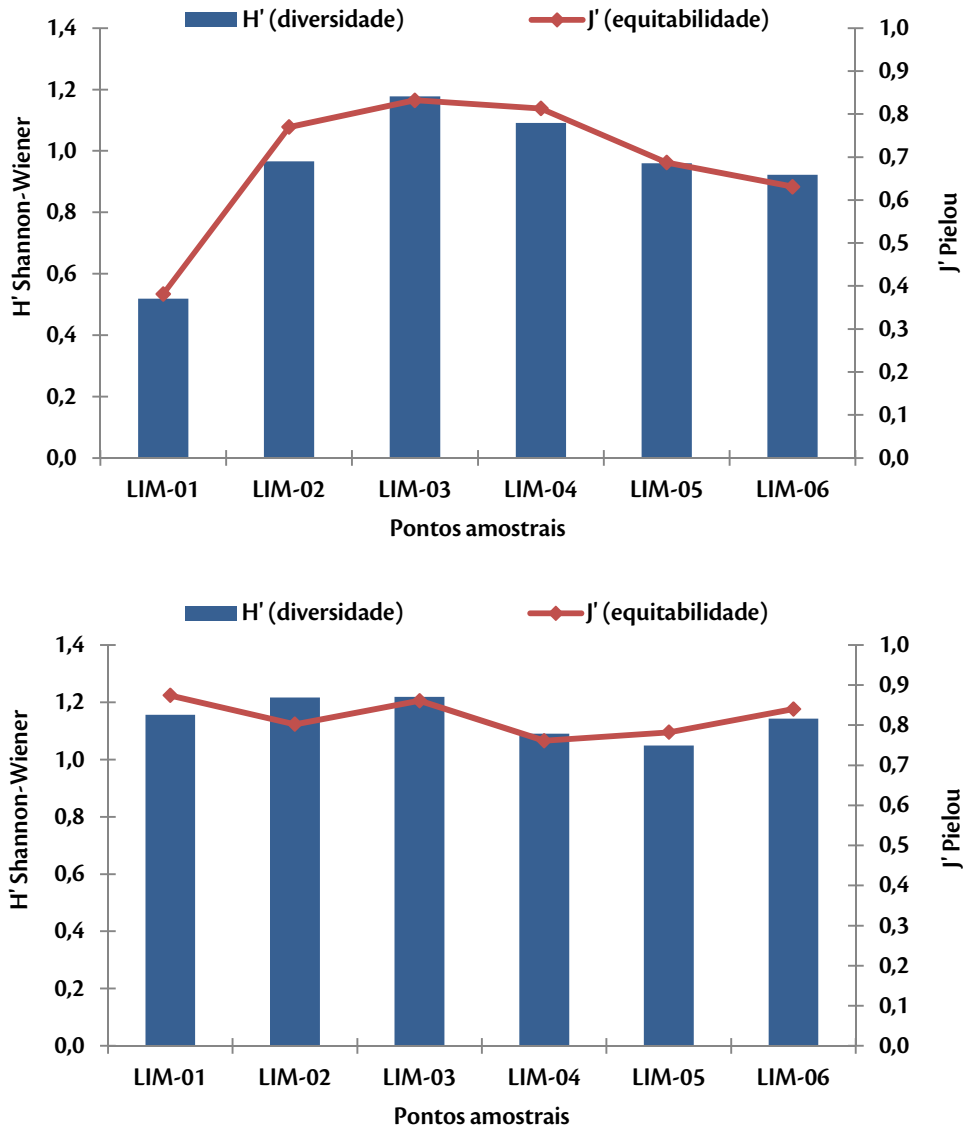 H' (diversidade) J' (equitabilidade)
1,4 1,0
0,9
1,2
0,8
1,0 0,7
0,8 0,6
0,5
0,6 0,4
0,4 0,3
0,2
0,2
0,1
0,0 0,0
H' Shannon-Wiener
J' Pielou
LIM-01 LIM-02 LIM-03 LIM-04 LIM-05 LIM-06
Pontos amostrais
H' (diversidade) J' (equitabilidade)
1,4 1,0
0,9
1,2
0,8
1,0 0,7
0,8 0,6
0,5
0,6 0,4
0,4 0,3
0,2
0,2
0,1
0,0 0,0
H' Shannon-Wiener
J' Pielou
LIM-01 LIM-02 LIM-03 LIM-04 LIM-05 LIM-06
Pontos amostrais